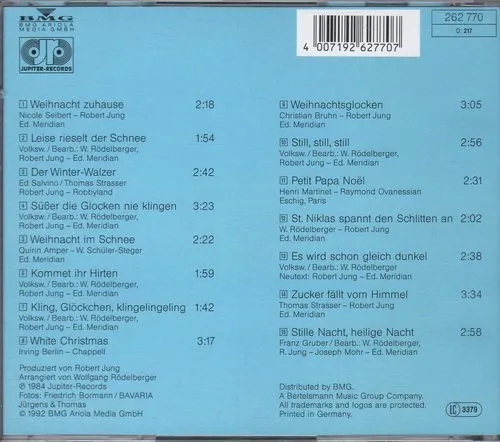 BMG
BMG ARIOLA
MEDIA GMBH
JUPITER-RECORDS
4 007192 627707
262 770
D: 217
1 Weihnacht zuhause 2:18
Nicole Seibert – Robert Jung
Ed. Meridian
2 Leise rieselt der Schnee 1:54
Volksw./Bearb.: W. Rödelberger,
Robert Jung – Ed. Meridian
3 Der Winter-Walzer 2:42
Ed Salvino/Thomas Strasser
Robert Jung – Robbyland
4 Süßer die Glocken nie klingen 3:23
Volksw./Bearb.: W. Rödelberger,
Robert Jung – Ed. Meridian
5 Weihnacht im Schnee 2:22
Quirin Amper – W. Schüler-Steger
Ed Meridian
6 Kommet ihr Hirten 1:59
Volksw./Bearb.: W. Rödelberger,
Robert Jung – Ed. Meridian
7 Kling, Glöckchen, klingelingeling 1:42
Volksw./Bearb.: W. Rödelberger,
Robert Jung – Ed. Meridian
8 White Christmas 3:17
Irving Berlin – Chappell
Produziert von Robert Jung
Arrangiert von Wolfgang Rödelberger
℗ 1984 Jupiter-Records
Fotos: Friedrich Bormann/BAVARIA
Jürgens & Thomas
© 1992 BMG Ariola Media GmbH
9 Weihnachtsglocken 3:05
Christian Bruhn – Robert Jung
Ed. Meridian
10 Still, still, still 2:56
Volksw./Bearb.: W. Rödelberger,
Robert Jung – Ed. Meridian
11 Petit Papa Noël 2:31
Henri Martinet – Raymond Ovanessian
Eschig, Paris
12 St. Niklas spannt den Schlitten an 2:02
W. Rödelberger – Robert Jung
Ed. Meridian
13 Es wird schon gleich dunkel 2:38
Volksw./Bearb.: W. Rödelberger
Neutext: Robert Jung – Ed. Meridian
14 Zucker fällt vom Himmel 3:34
Thomas Strasser – Robert Jung
Ed. Meridian
15 Stille Nacht, heilige Nacht 2:58
Franz Gruber/Bearb.: W. Rödelberger,
R. Jung – Joseph Mohr – Ed. Meridian
Distributed by BMG.
A Bertelsmann Music Group Company.
All trademarks and logos are protected.
Printed in Germany.
LC 3379